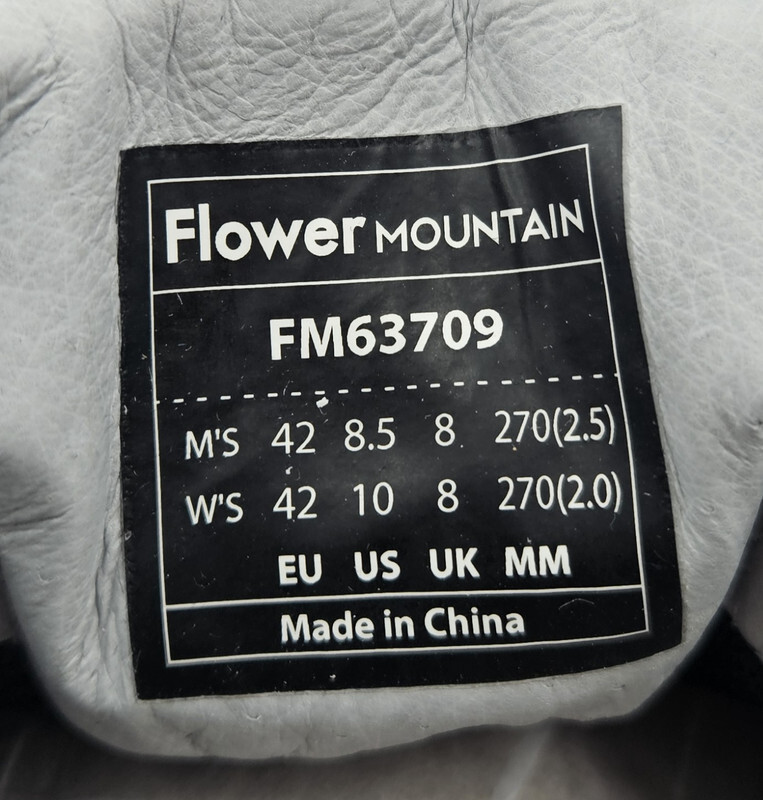 Flower MOUNTAIN
FM63709
M'S 42 8.5 8 270(2.5)
W'S 42 10 8 270(2.0)
EU US UK MM
Made in China